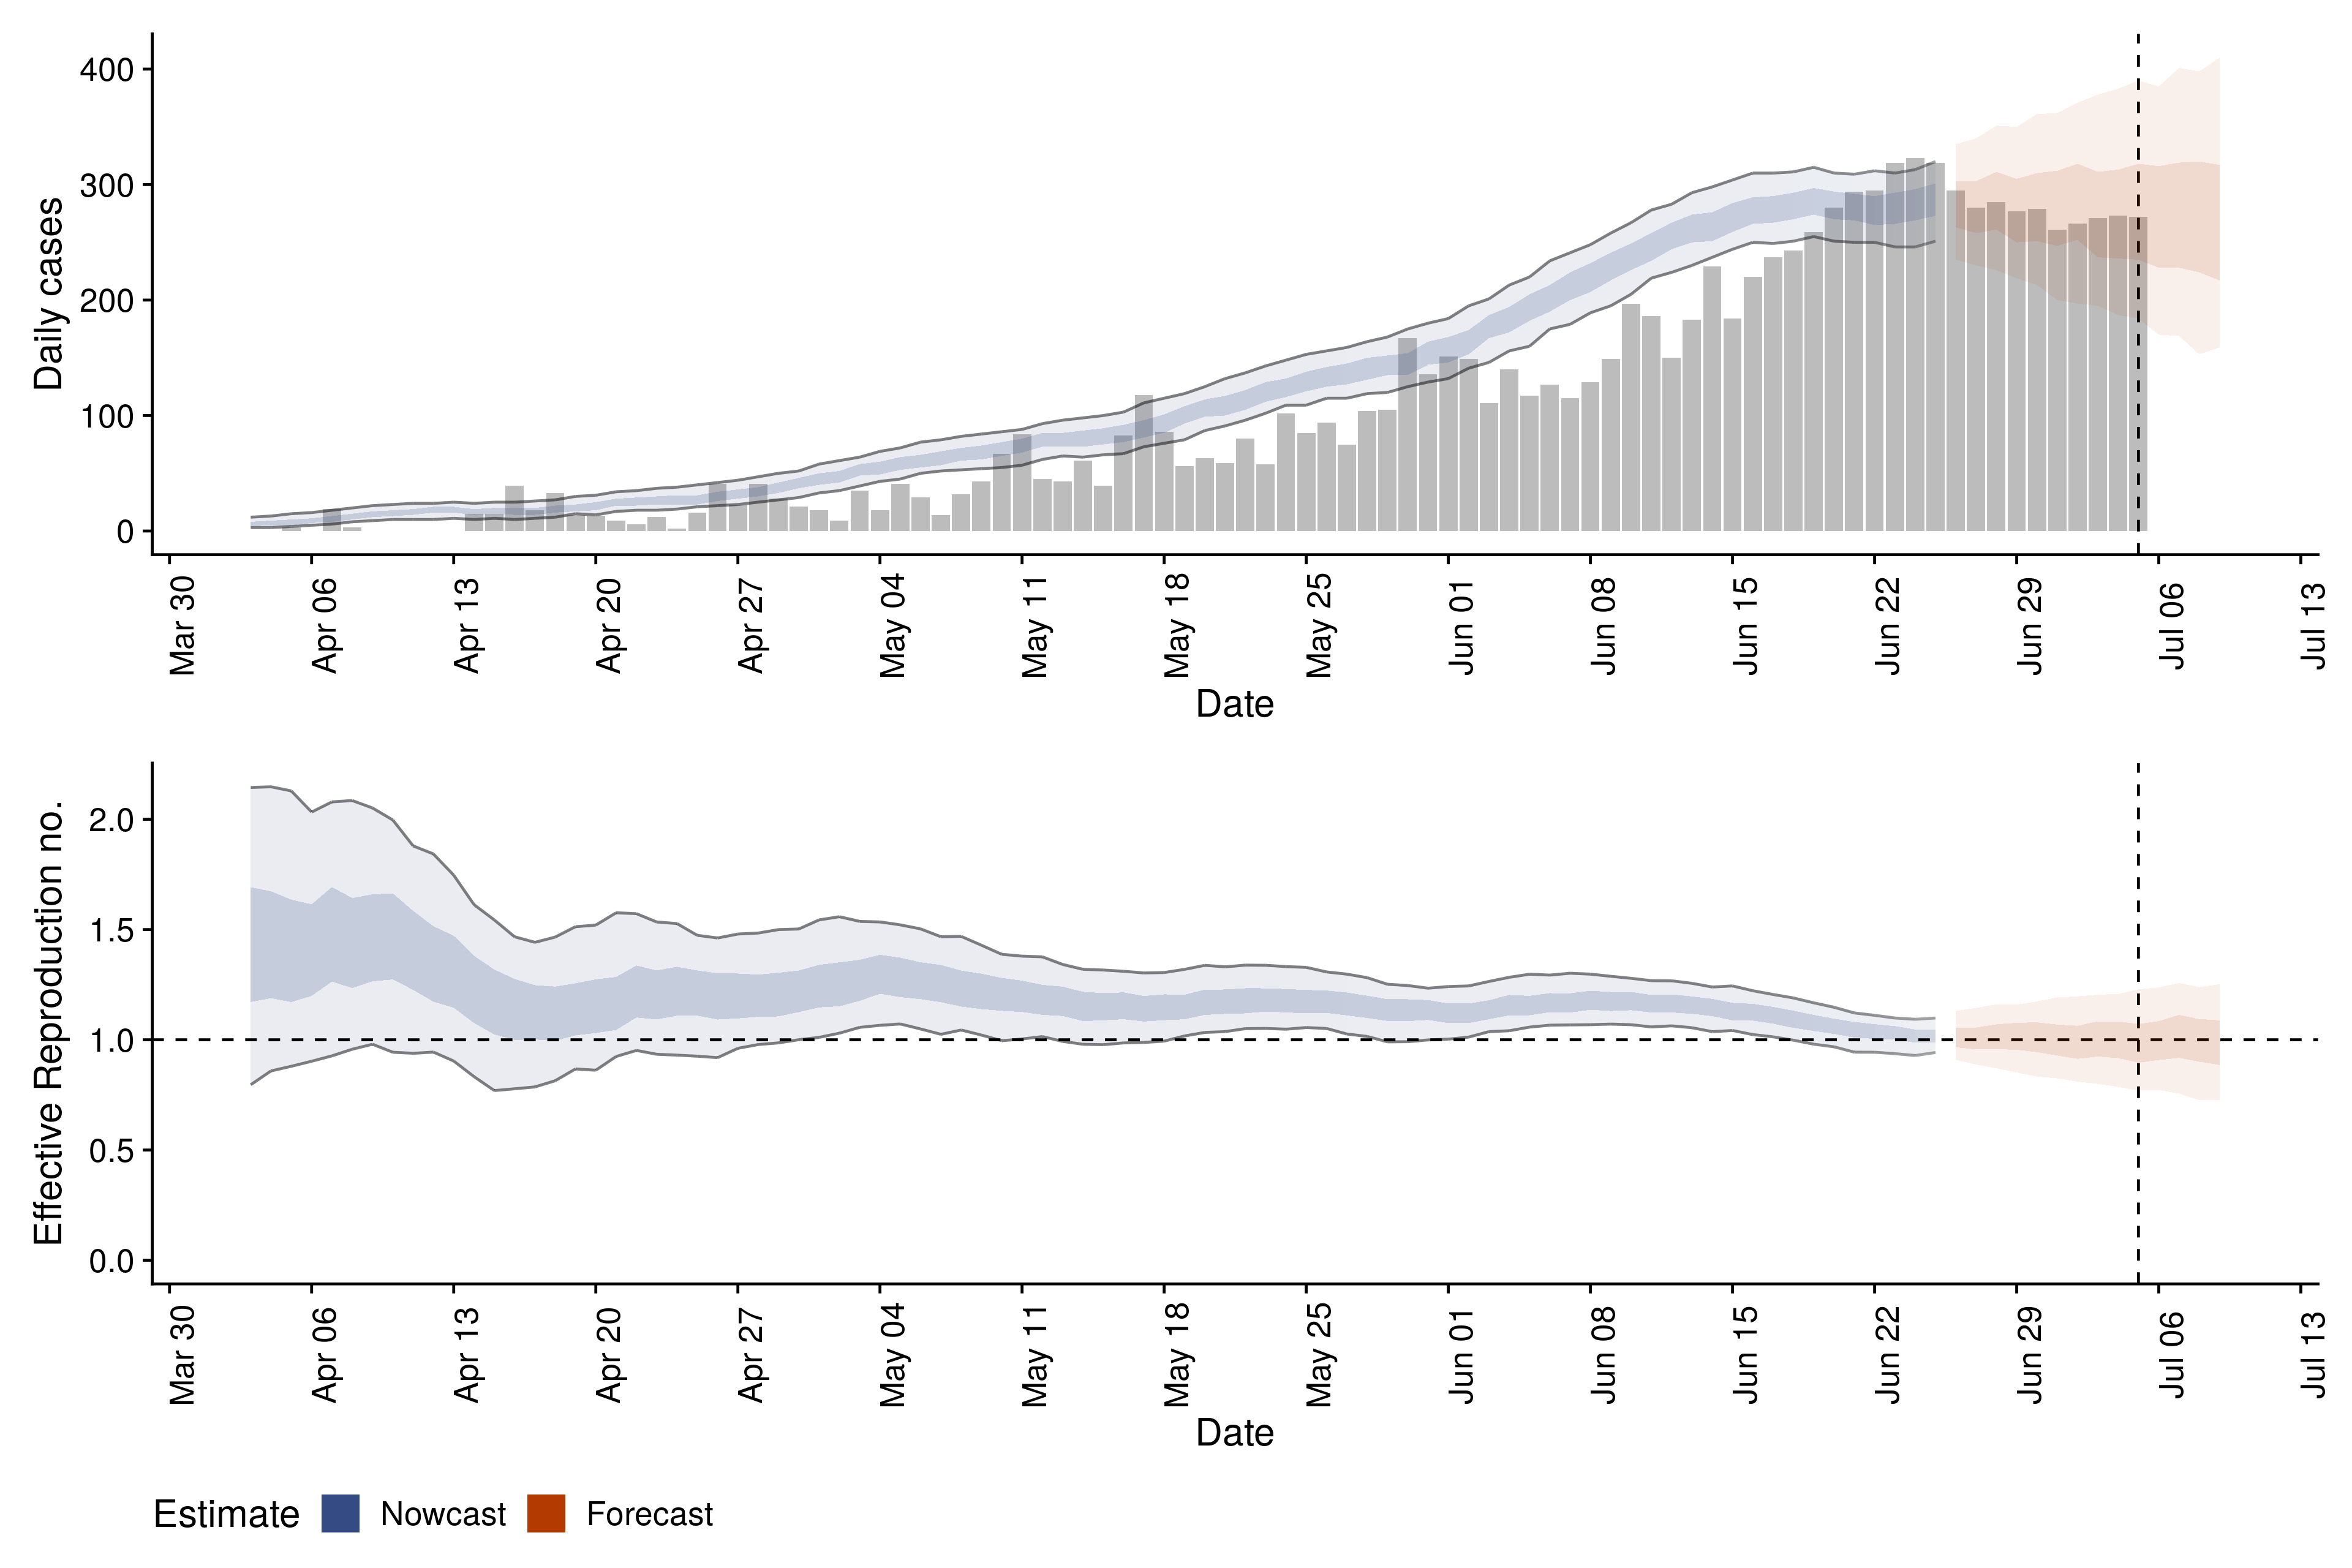 400
300
200
100
0
Daily cases
Mar 30 Apr 06 Apr 13 Apr 20 Apr 27 May 04 May 11 May 18 May 25 Jun 01 Jun 08 Jun 15 Jun 22 Jun 29 Jul 06 Jul 13
Date
2.0
1.5
1.0
0.5
0.0
Effective Reproduction no.
Mar 30 Apr 06 Apr 13 Apr 20 Apr 27 May 04 May 11 May 18 May 25 Jun 01 Jun 08 Jun 15 Jun 22 Jun 29 Jul 06 Jul 13
Date
Estimate Nowcast Forecast